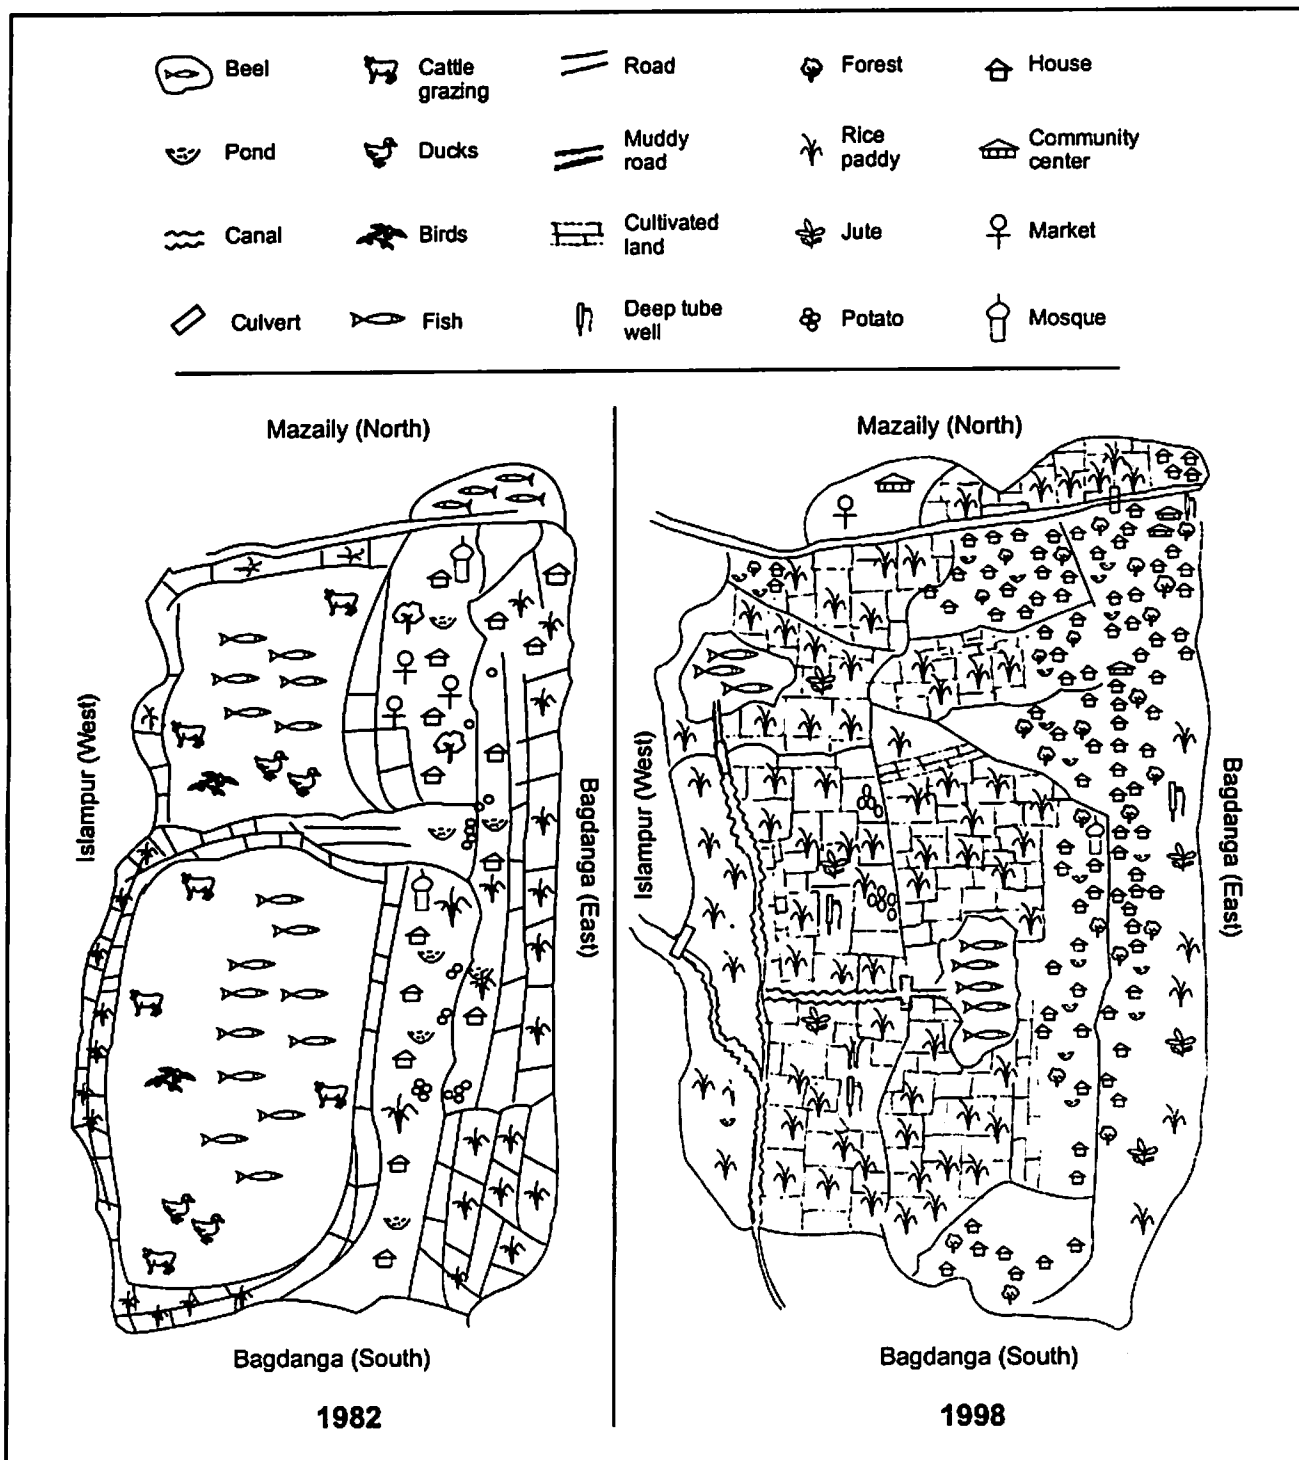 Beel
Cattle
grazing
Road
Forest
House
Pond
Ducks
Muddy
road
Rice
paddy
Community
center
Canal
Birds
Cultivated
land
Jute
Market
Culvert
Fish
Deep tube
well
Potato
Mosque
Mazaily (North)
Islampur (West)
Bagdanga (East)
Bagdanga (South)
1982
Mazaily (North)
Islampur (West)
Bagdanga (East)
Bagdanga (South)
1998